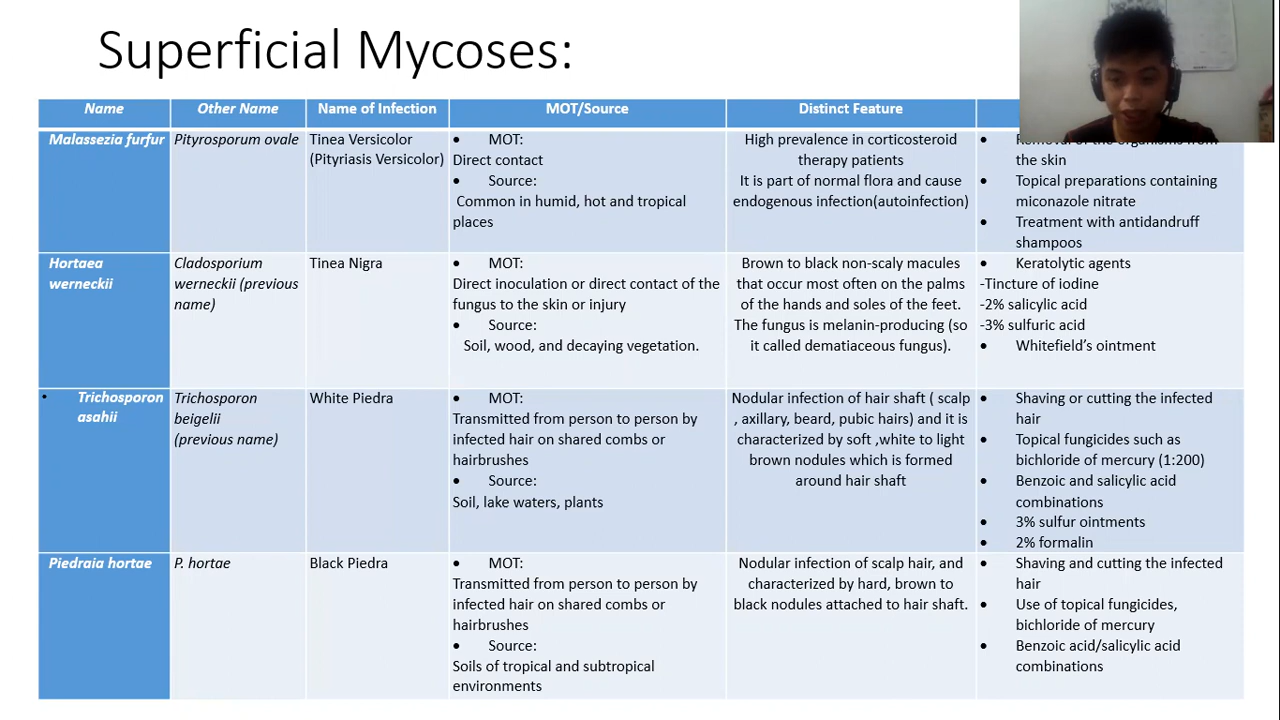 Superficial Mycoses:
Name
Other Name
Name of Infection
MOT/Source
Distinct Feature
Malassezia furfur
Pityrosporum ovale
Tinea Versicolor
(Pityriasis Versicolor)
• MOT:
Direct contact
• Source:
Common in humid, hot and tropical
places
High prevalence in corticosteroid
therapy patients
It is part of normal flora and cause
endogenous infection(autoinfection)
• Removal of the organisms from
the skin
• Topical preparations containing
miconazole nitrate
• Treatment with antidandruff
shampoos
Hortaea
werneckii
Cladosporium
werneckii (previous
name)
Tinea Nigra
• MOT:
Direct inoculation or direct contact of the
fungus to the skin or injury
• Source:
Soil, wood, and decaying vegetation.
Brown to black non-scaly macules
that occur most often on the palms
of the hands and soles of the feet.
The fungus is melanin-producing (so
it called dematiaceous fungus).
• Keratolytic agents
-Tincture of iodine
-2% salicylic acid
-3% sulfuric acid
• Whitefield’s ointment
• Trichosporon
asahii
Trichosporon
beigelii
(previous name)
White Piedra
• MOT:
Transmitted from person to person by
infected hair on shared combs or
hairbrushes
• Source:
Soil, lake waters, plants
Nodular infection of hair shaft ( scalp
, axillary, beard, pubic hairs) and it is
characterized by soft ,white to light
brown nodules which is formed
around hair shaft
• Shaving or cutting the infected
hair
• Topical fungicides such as
bichloride of mercury (1:200)
• Benzoic and salicylic acid
combinations
• 3% sulfur ointments
• 2% formalin
Piedraia hortae
P. hortae
Black Piedra
• MOT:
Transmitted from person to person by
infected hair on shared combs or
hairbrushes
• Source:
Soils of tropical and subtropical
environments
Nodular infection of scalp hair, and
characterized by hard, brown to
black nodules attached to hair shaft.
• Shaving and cutting the infected
hair
• Use of topical fungicides,
bichloride of mercury
• Benzoic acid/salicylic acid
combinations